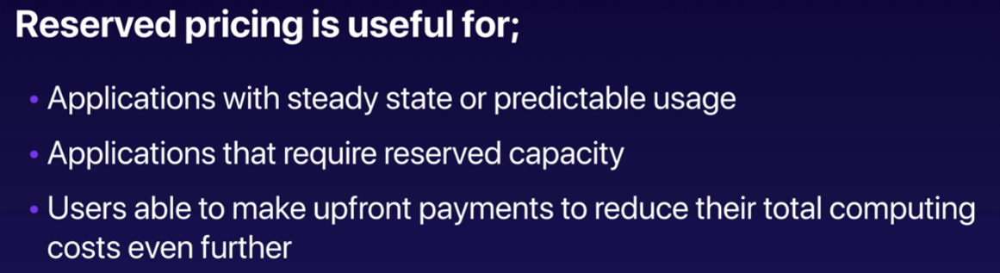 Reserved pricing is useful for;
• Applications with steady state or predictable usage
• Applications that require reserved capacity
• Users able to make upfront payments to reduce their total computing
costs even further